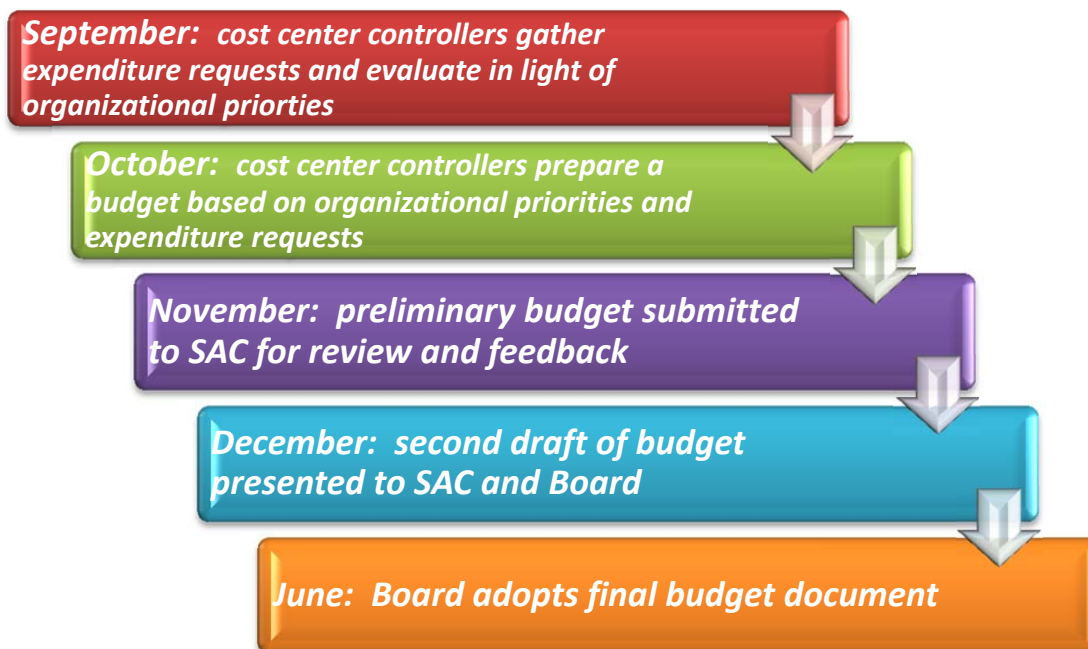 September: cost center controllers gather
expenditure requests and evaluate in light of
organizational priorties
October: cost center controllers prepare a
budget based on organizational priorities and
expenditure requests
November: preliminary budget submitted
to SAC for review and feedback
December: second draft of budget
presented to SAC and Board
June: Board adopts final budget document